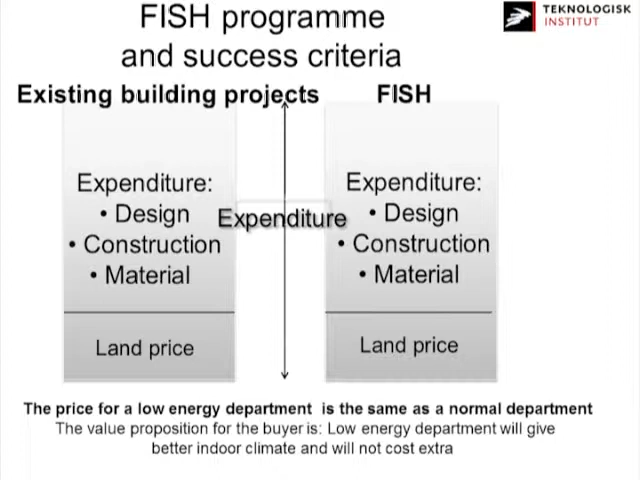 FISH programme
and success criteria
TEKNOLOGISK
INSTITUT
Existing building projects
FISH
Expenditure:
• Design
• Construction
• Material
Land price
Expenditure
Expenditure:
• Design
• Construction
• Material
Land price
The price for a low energy department is the same as a normal department
The value proposition for the buyer is: Low energy department will give
better indoor climate and will not cost extra